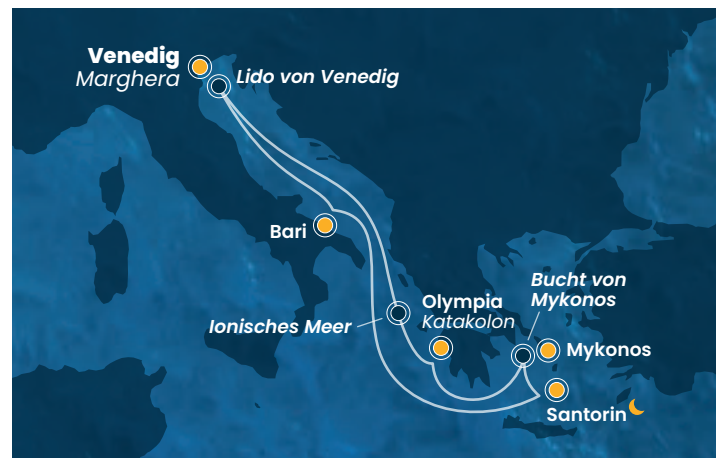 Venedig
Marghera
Lido von Venedig
Bari
Ionisches Meer
Olympia
Katakolon
Bucht von
Mykonos
Mykonos
Santorin